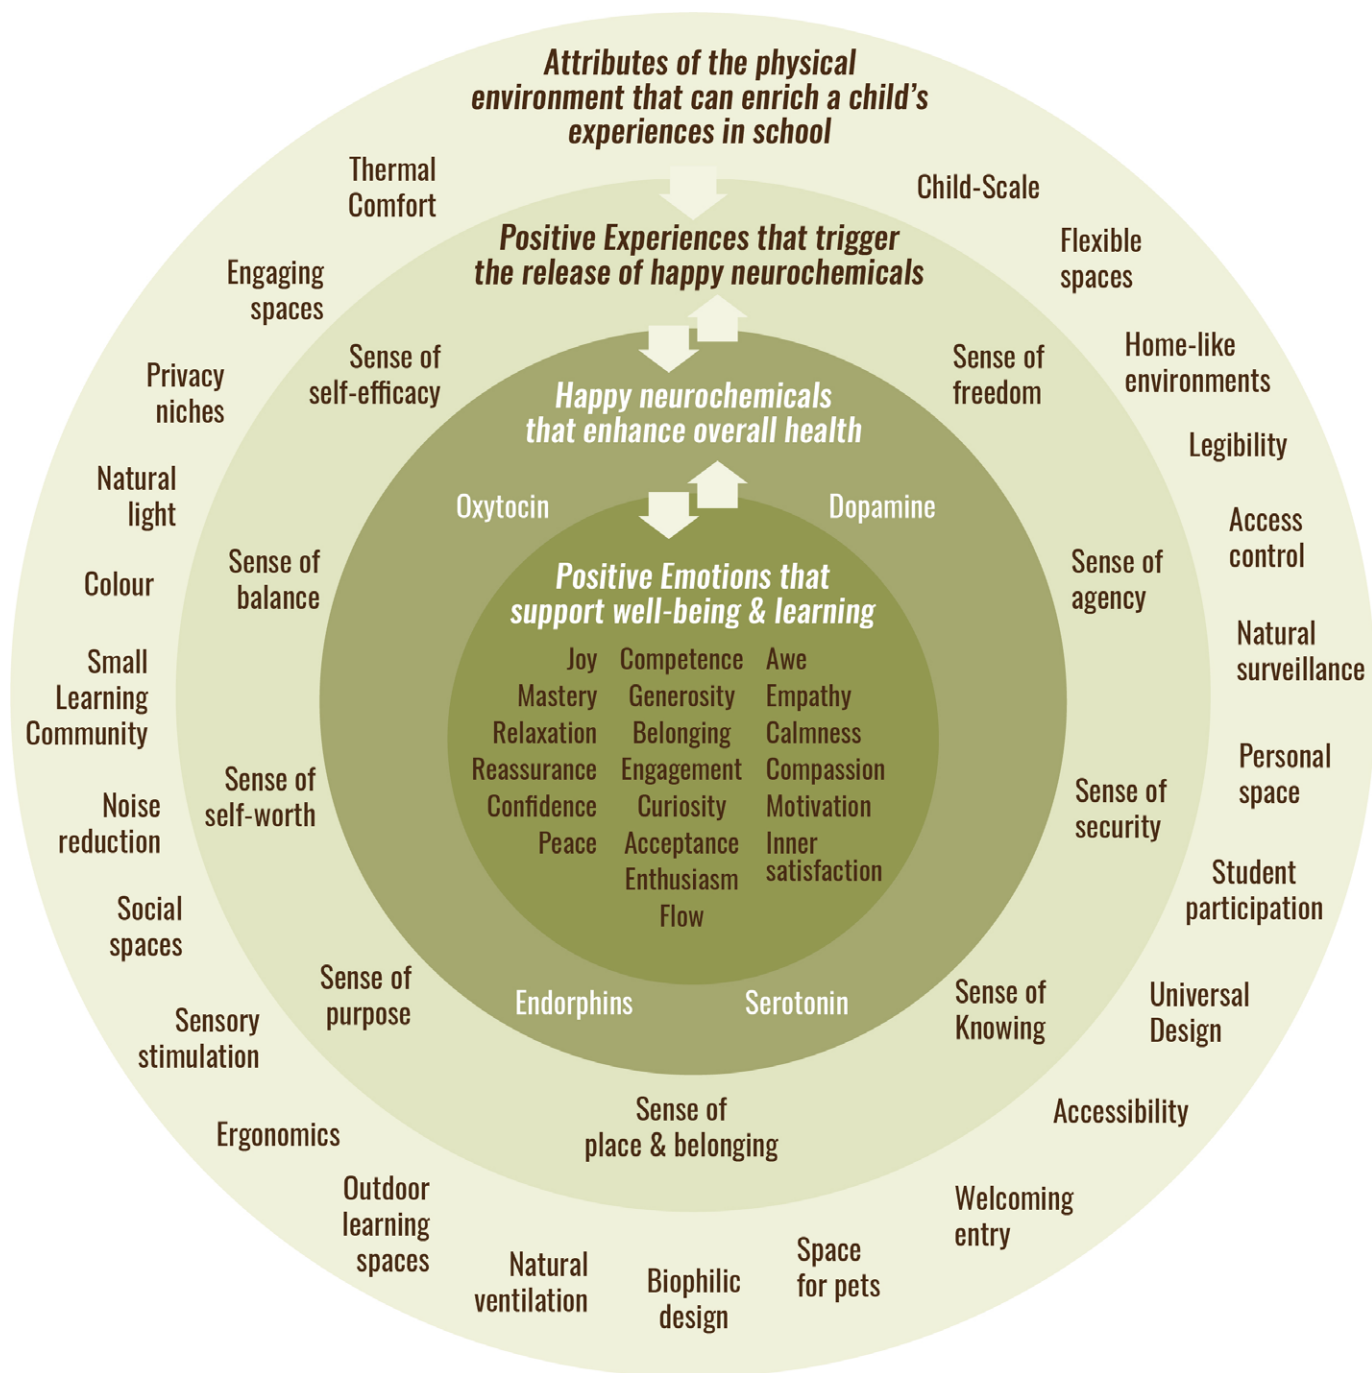 Attributes of the physical
environment that can enrich a child's
experiences in school
Thermal
Comfort
Engaging
spaces
Privacy
niches
Natural
light
Colour
Small
Learning
Community
Noise
reduction
Social
spaces
Sensory
stimulation
Ergonomics
Outdoor
learning
spaces
Natural
ventilation
Biophilic
design
Space
for pets
Welcoming
entry
Accessibility
Universal
Design
Student
participation
Personal
space
Natural
surveillance
Access
control
Legibility
Home-like
environments
Flexible
spaces
Child-Scale
Positive Experiences that trigger
the release of happy neurochemicals
Sense of
self-efficacy
Sense of
balance
Sense of
self-worth
Sense of
purpose
Sense of
place & belonging
Sense of
Knowing
Sense of
security
Sense of
agency
Sense of
freedom
Happy neurochemicals
that enhance overall health
Oxytocin
Dopamine
Endorphins
Serotonin
Positive Emotions that
support well-being & learning
Joy
Mastery
Relaxation
Reassurance
Confidence
Peace
Competence
Generosity
Belonging
Engagement
Curiosity
Acceptance
Enthusiasm
Flow
Awe
Empathy
Calmness
Compassion
Motivation
Inner
satisfaction